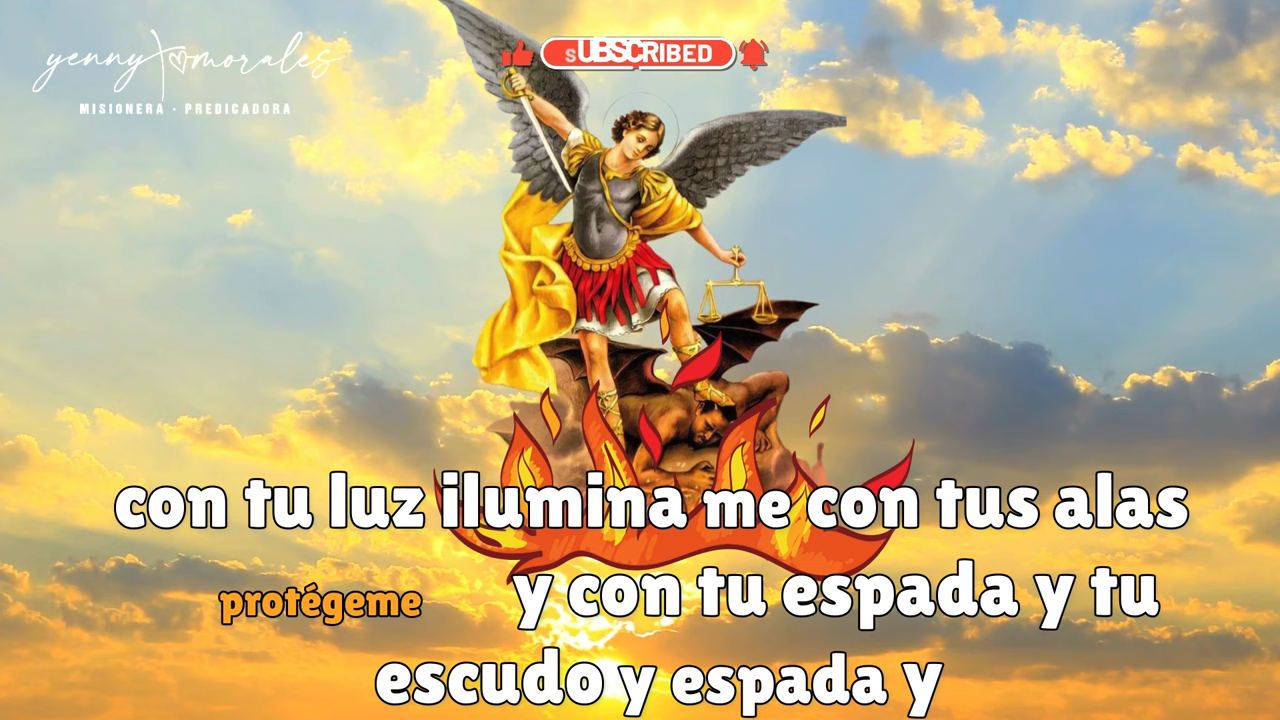 yenny morales
MISIONERA · PREDICADORA
SUBSCRIBED
con tu luz ilumina me con tus alas
protégeme y con tu espada y tu
escudo y espada y